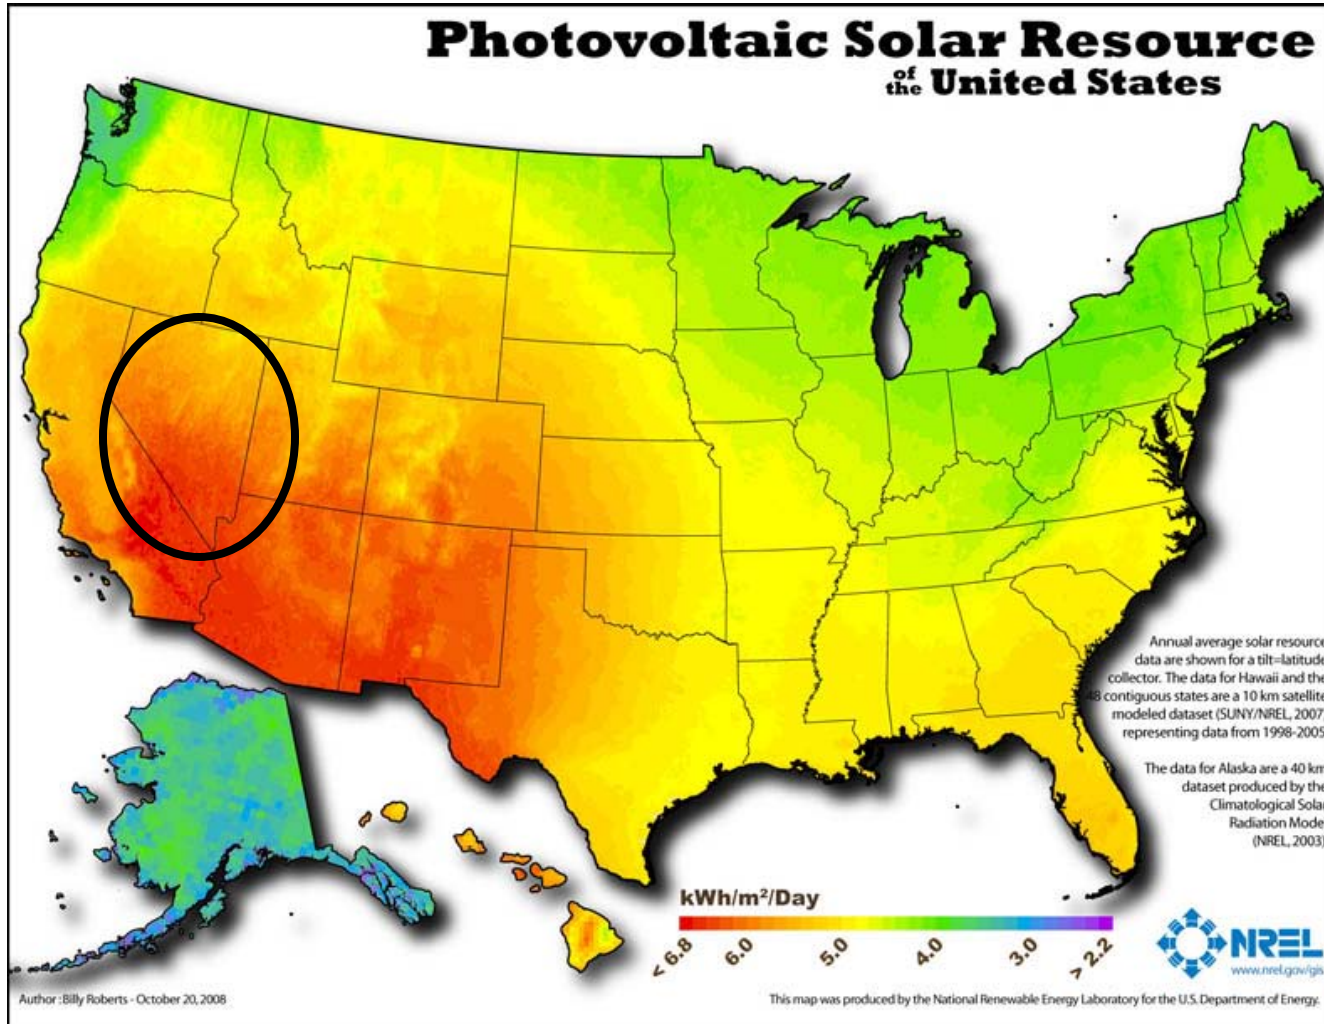 Photovoltaic Solar Resource
of the United States
Annual average solar resource
data are shown for a tilt=latitude
collector. The data for Hawaii and the
48 contiguous states are a 10 km satellite
modeled dataset (SUNY/NREL, 2007
representing data from 1998-2005
The data for Alaska are a 40 km
dataset produced by the
Climatological Solar
Radiation Model
(NREL, 2003)
kWh/m²/Day
< 6.8 6.0 5.0 4.0 3.0 > 2.2
NREL
www.nrel.gov/gis
Author : Billy Roberts - October 20, 2008
This map was produced by the National Renewable Energy Laboratory for the U.S. Department of Energy.